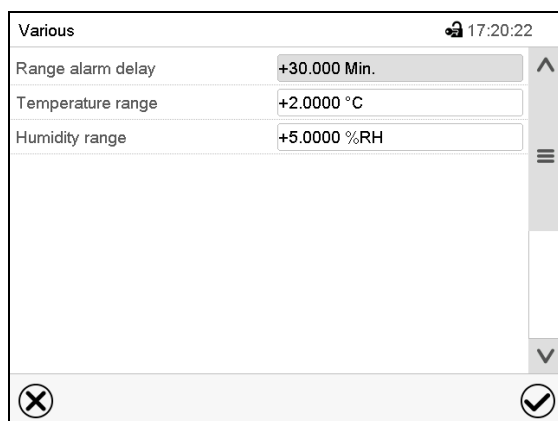 Various 17:20:22
Range alarm delay +30.000 Min.
Temperature range +2.0000 °C
Humidity range +5.0000 %RH